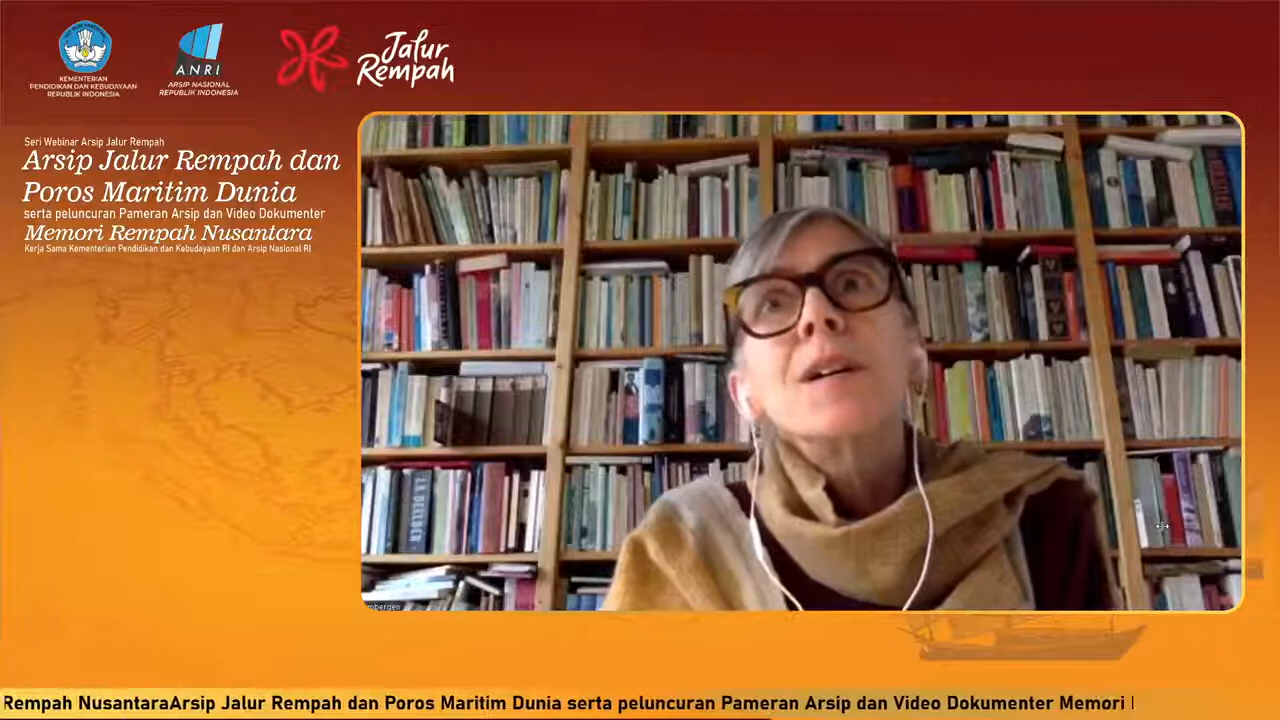 KEMENTERIAN
PENDIDIKAN DAN KEBUDAYAAN
REPUBLIK INDONESIA
ANRI
ARSIP NASIONAL
REPUBLIK INDONESIA
Jalur
Rempah
Seri Webinar Arsip Jalur Rempah
Arsip Jalur Rempah dan
Poros Maritim Dunia
serta peluncuran Pameran Arsip dan Video Dokumenter
Memori Rempah Nusantara
Kerja Sama Kementerian Pendidikan dan Kebudayaan RI dan Arsip Nasional RI
J.A. DEELDER
mbergen
Rempah NusantaraArsip Jalur Rempah dan Poros Maritim Dunia serta peluncuran Pameran Arsip dan Video Dokumenter Memori